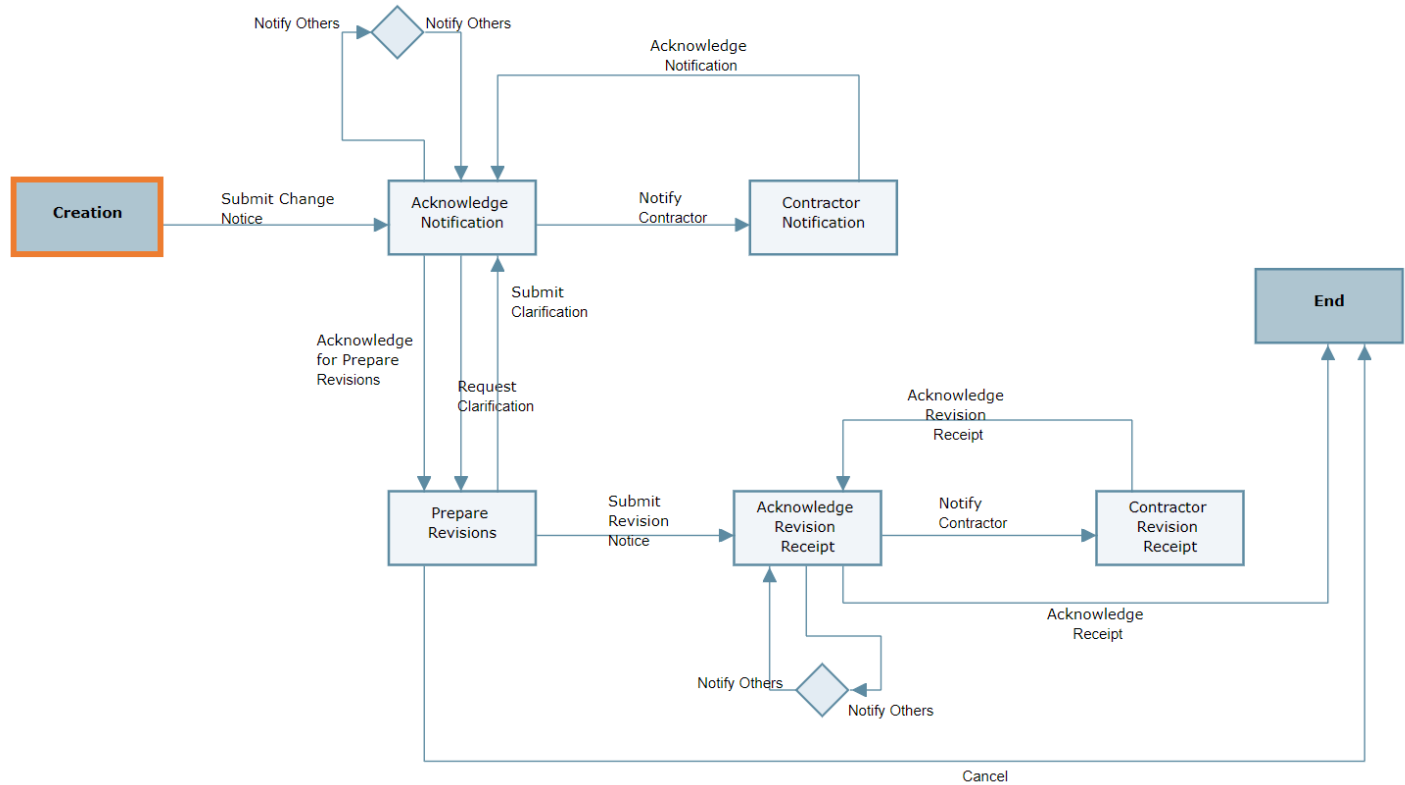 Notify Others
Notify Others
Acknowledge
Notification
Creation
Submit Change
Notice
Acknowledge
Notification
Notify
Contractor
Contractor
Notification
Submit
Clarification
End
Acknowledge
for Prepare
Revisions
Request
Clarification
Acknowledge
Revision
Receipt
Prepare
Revisions
Submit
Revision
Notice
Acknowledge
Revision
Receipt
Notify
Contractor
Contractor
Revision
Receipt
Acknowledge
Receipt
Notify Others
Notify Others
Cancel